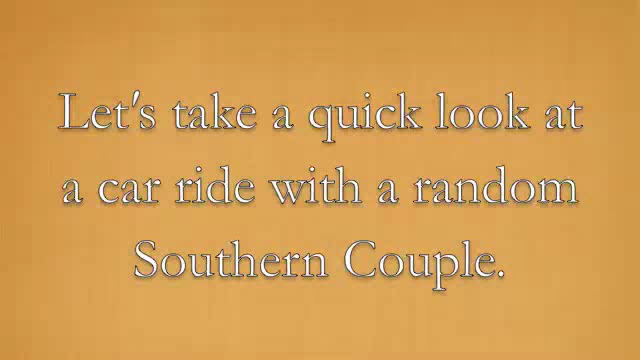 Let's take a quick look at
a car ride with a random
Southern Couple.